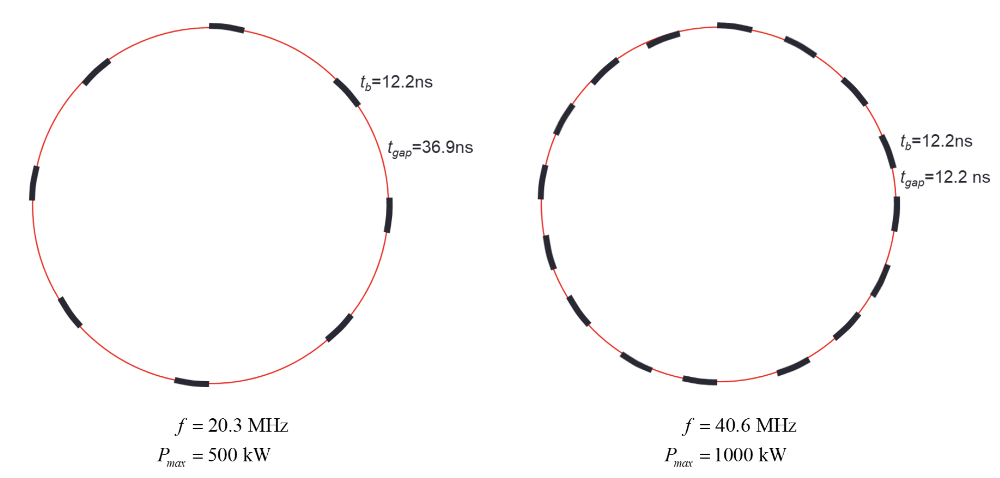 t_b=12.2ns
t_gap=36.9ns
f = 20.3 MHz
P_max = 500 kW
t_b=12.2ns
t_gap=12.2 ns
f = 40.6 MHz
P_max = 1000 kW